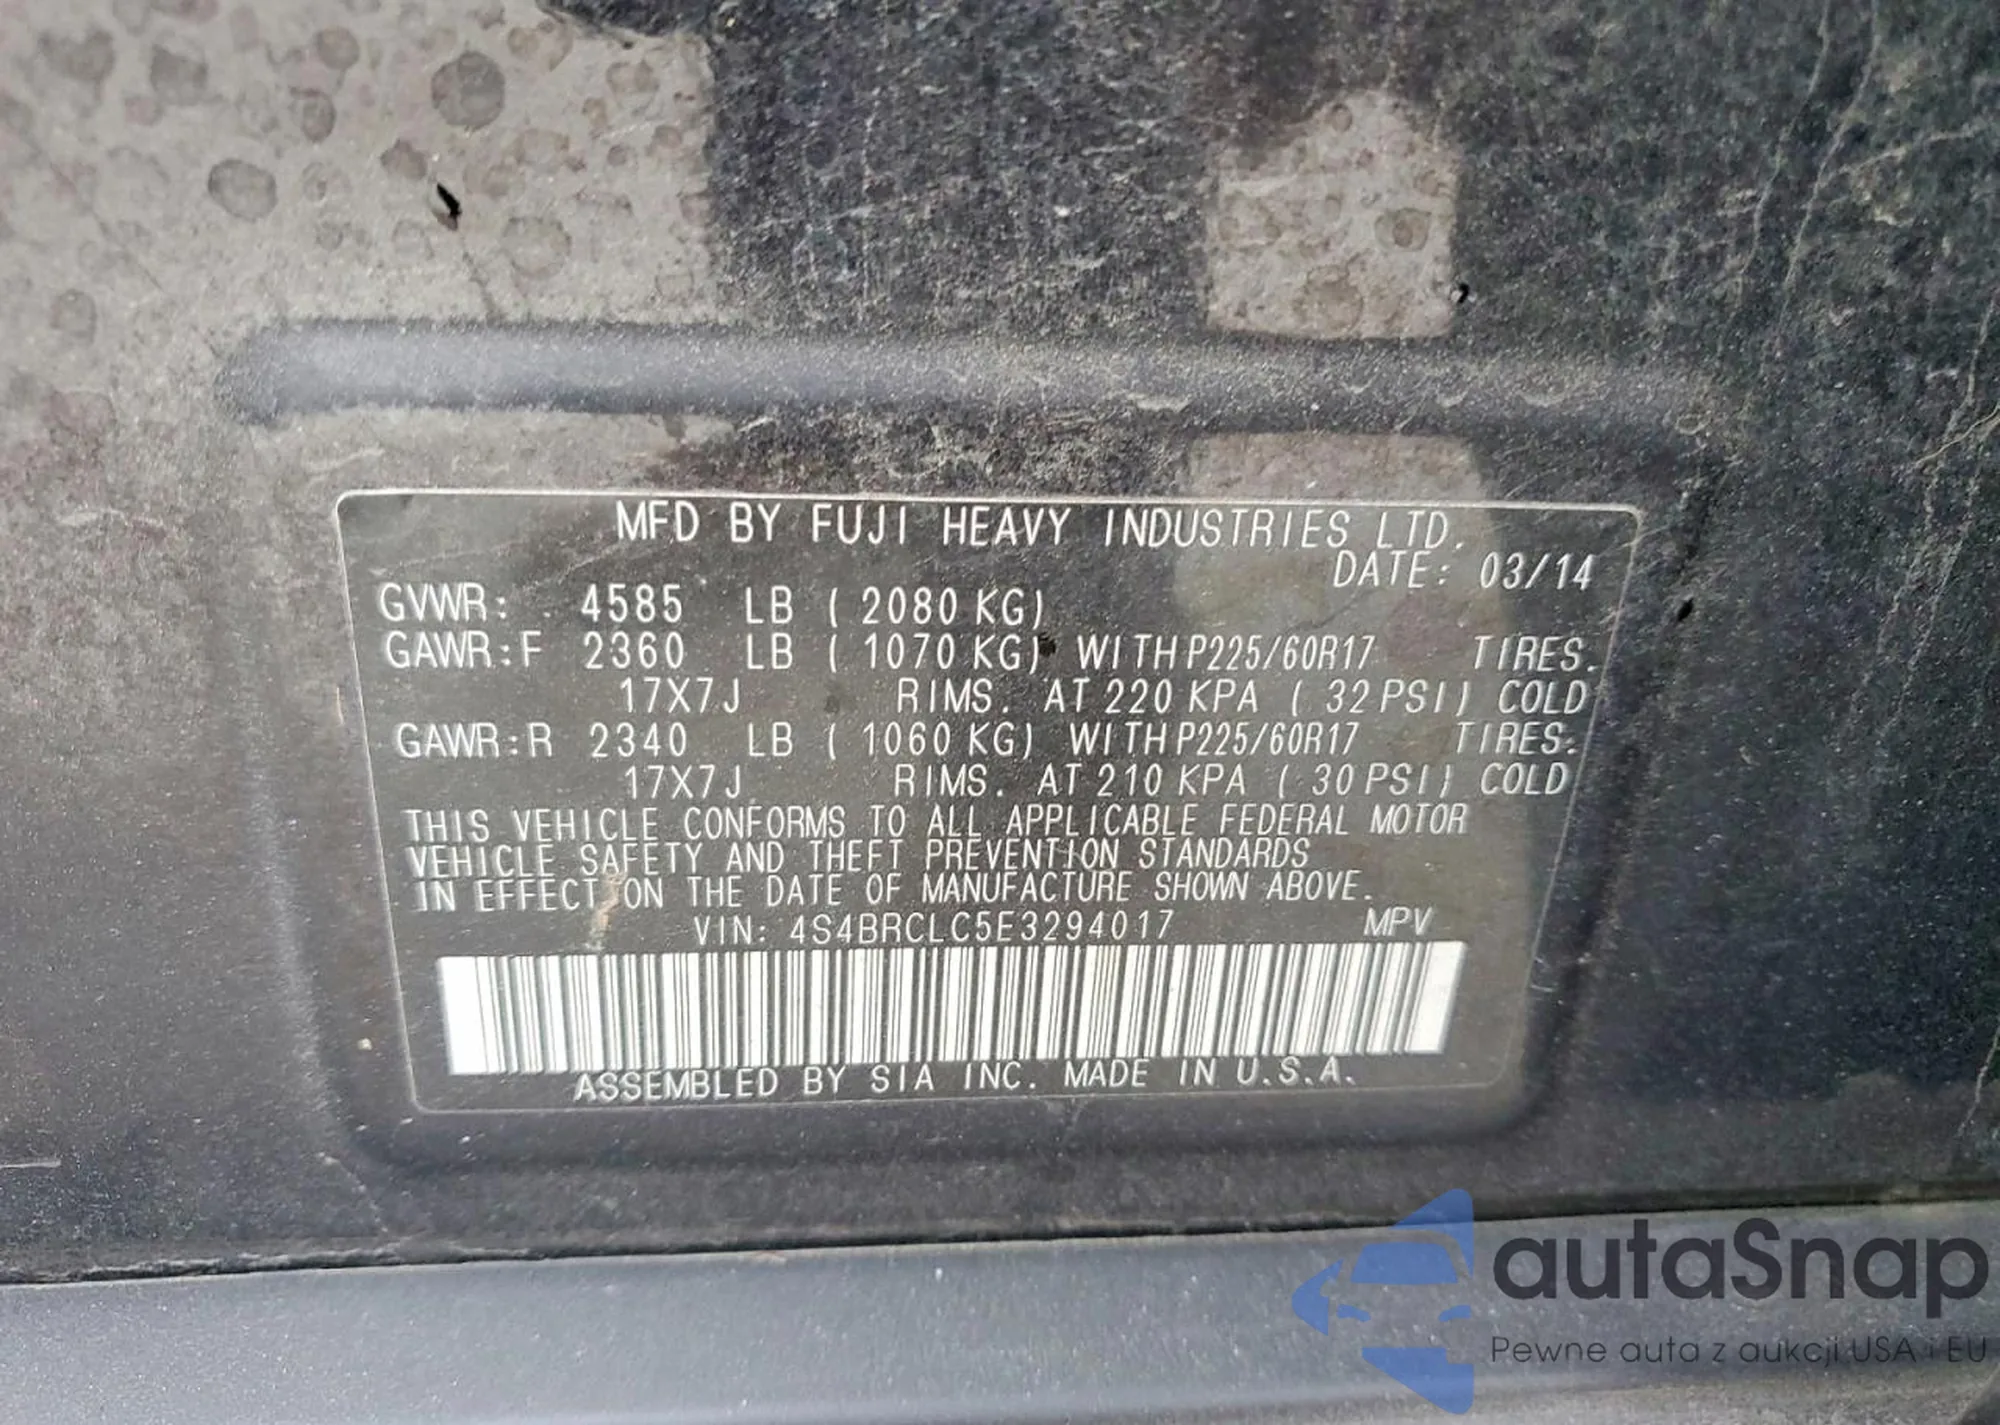 MFD BY FUJI HEAVY INDUSTRIES LTD.
DATE: 03/14
GVWR: 4585 LB (2080 KG)
GAWR:F 2360 LB (1070 KG) WITH P225/60R17 TIRES.
17X7J RIMS. AT 220 KPA (32 PSI) COLD
GAWR:R 2340 LB (1060 KG) WITH P225/60R17 TIRES.
17X7J RIMS. AT 210 KPA (30 PSI) COLD
THIS VEHICLE CONFORMS TO ALL APPLICABLE FEDERAL MOTOR
VEHICLE SAFETY AND THEFT PREVENTION STANDARDS
IN EFFECT ON THE DATE OF MANUFACTURE SHOWN ABOVE.
VIN: 4S4BRCLC5E3294017 MPV
ASSEMBLED BY SIA INC. MADE IN U.S.A.
autaSnap
Pewne auta z aukcji USA i EU